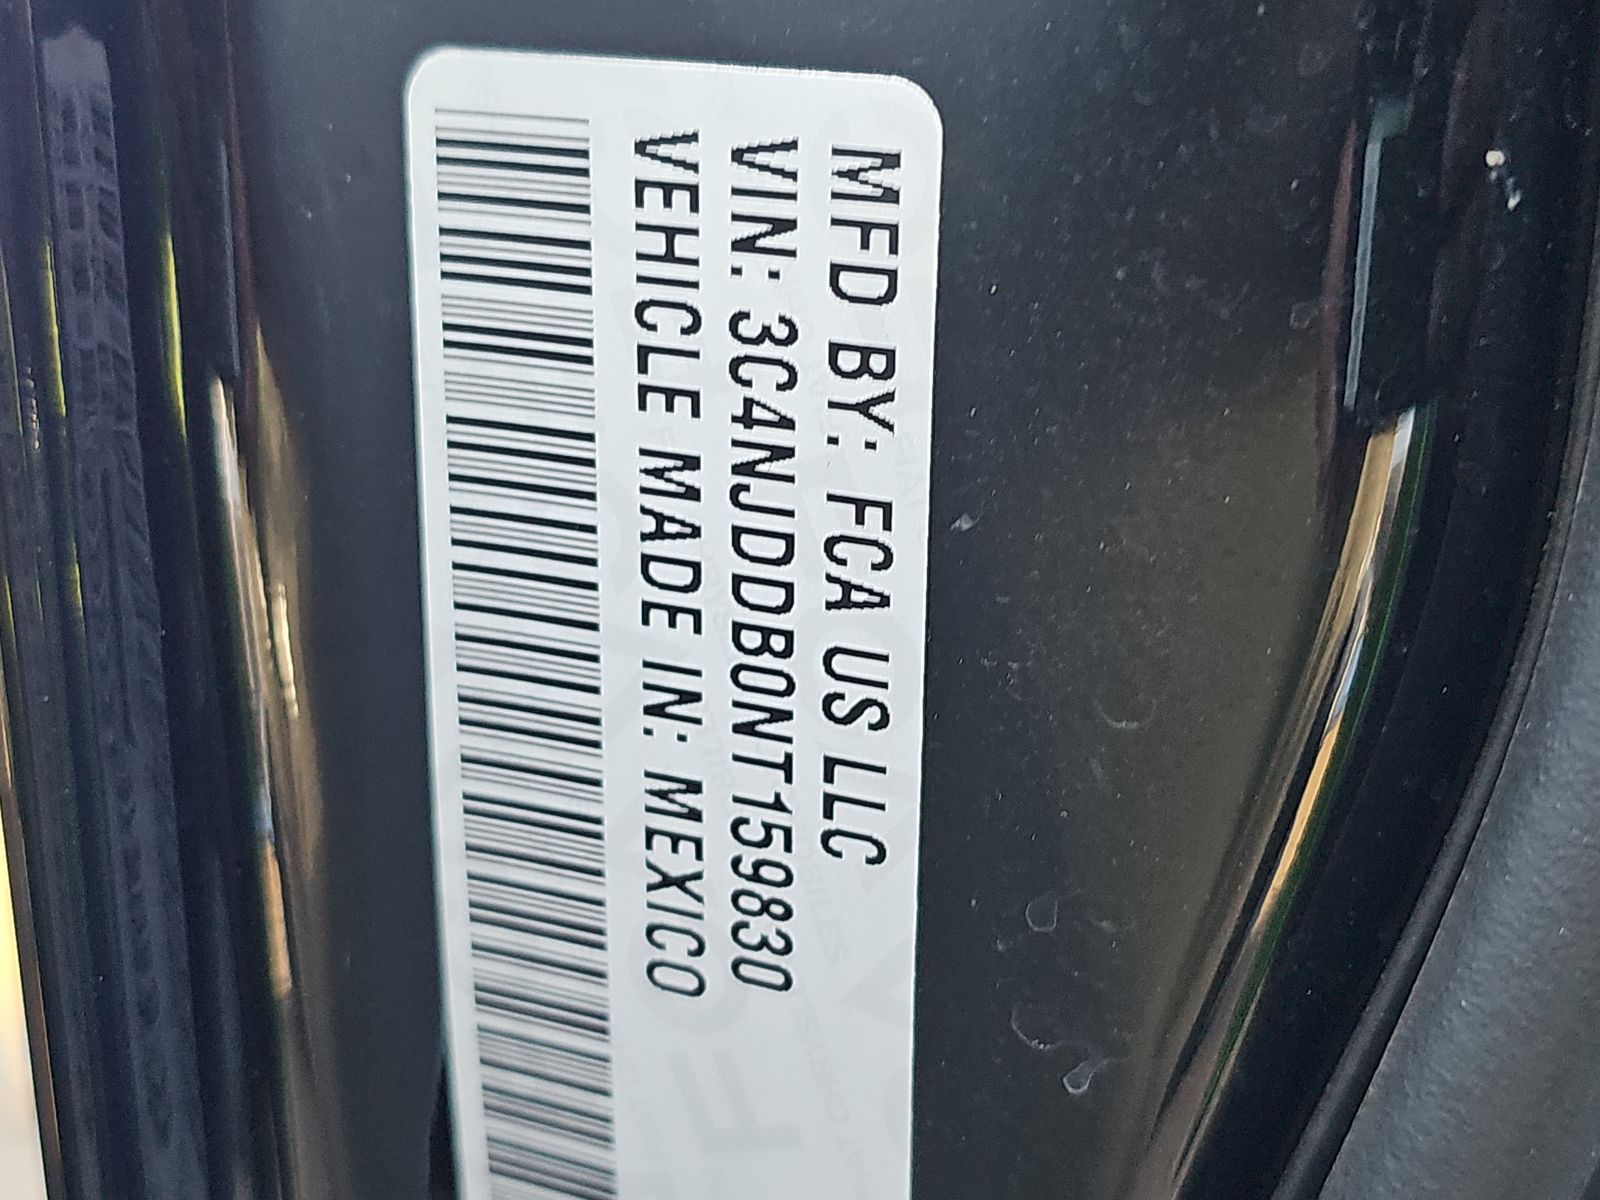 MFD BY: FCA US LLC
VIN: 3C4NJDDB0NT159830
VEHICLE MADE IN: MEXICO